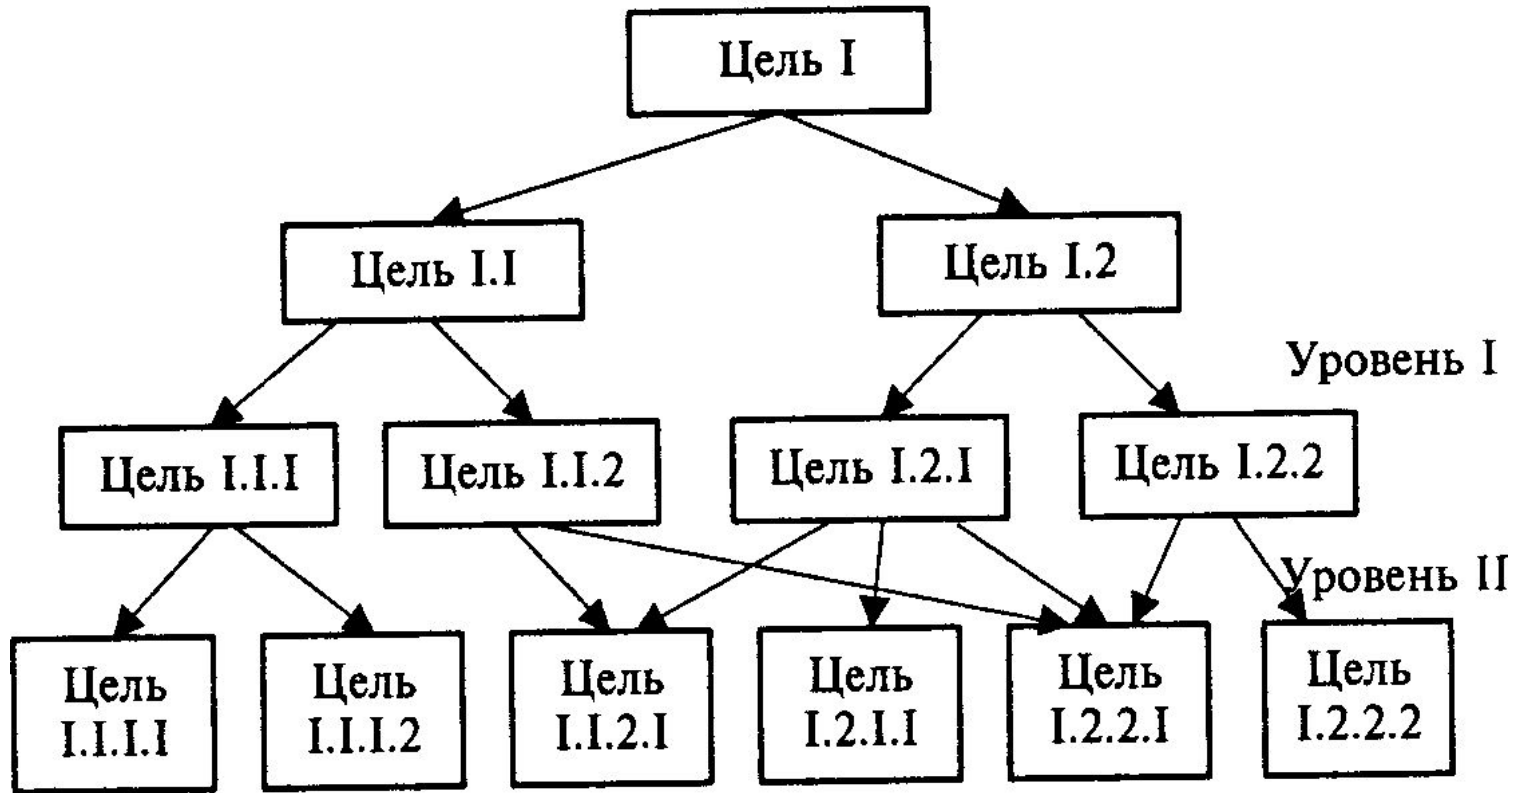 Цель I
Цель I.I
Цель I.2
Уровень I
Цель I.I.I
Цель I.I.2
Цель I.2.I
Цель I.2.2
Уровень II
Цель
I.I.I.I
Цель
I.I.I.2
Цель
I.I.2.I
Цель
I.2.I.I
Цель
I.2.2.I
Цель
I.2.2.2